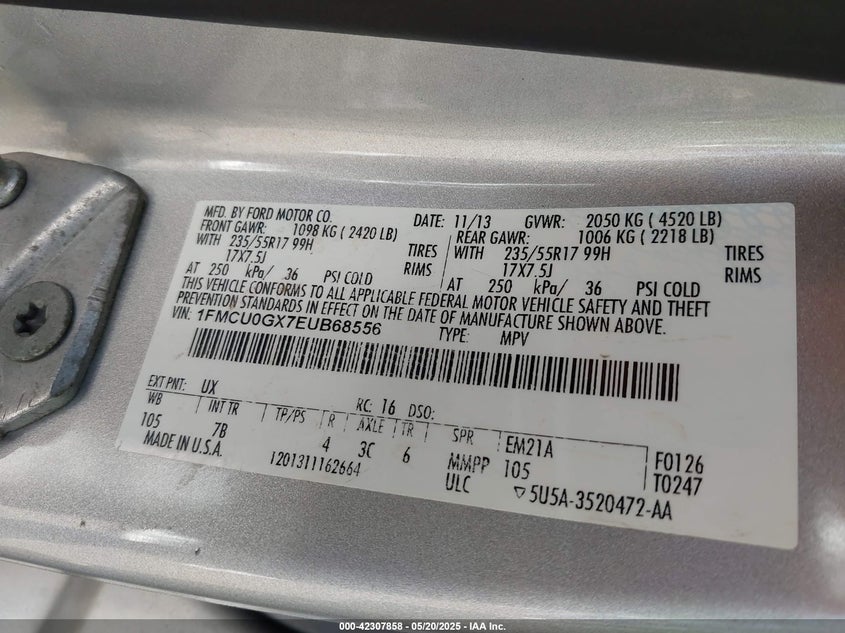 MFD. BY FORD MOTOR CO. DATE: 11/13 GVWR: 2050 KG ( 4520 LB)
FRONT GAWR: 1098 KG ( 2420 LB) REAR GAWR: 1006 KG ( 2218 LB)
WITH 235/55R17 99H TIRES WITH 235/55R17 99H TIRES
17X7.5J RIMS 17X7.5J RIMS
AT 250 kPa/ 36 PSI COLD AT 250 kPa/ 36 PSI COLD
THIS VEHICLE CONFORMS TO ALL APPLICABLE FEDERAL MOTOR VEHICLE SAFETY AND THEFT
PREVENTION STANDARDS IN EFFECT ON THE DATE OF MANUFACTURE SHOWN ABOVE.
VIN: 1FMCU0GX7EUB68556 TYPE: MPV
EXT PNT: UX RC: 16 DSO:
WB INT TR TP/PS R AXLE TR SPR EM21A F0126
105 7B 4 3C 6 MMPP 105 T0247
MADE IN U.S.A. 1201311162664 ULC ▽5U5A-3520472-AA
000-42307858 - 05/20/2025 - IAA Inc.